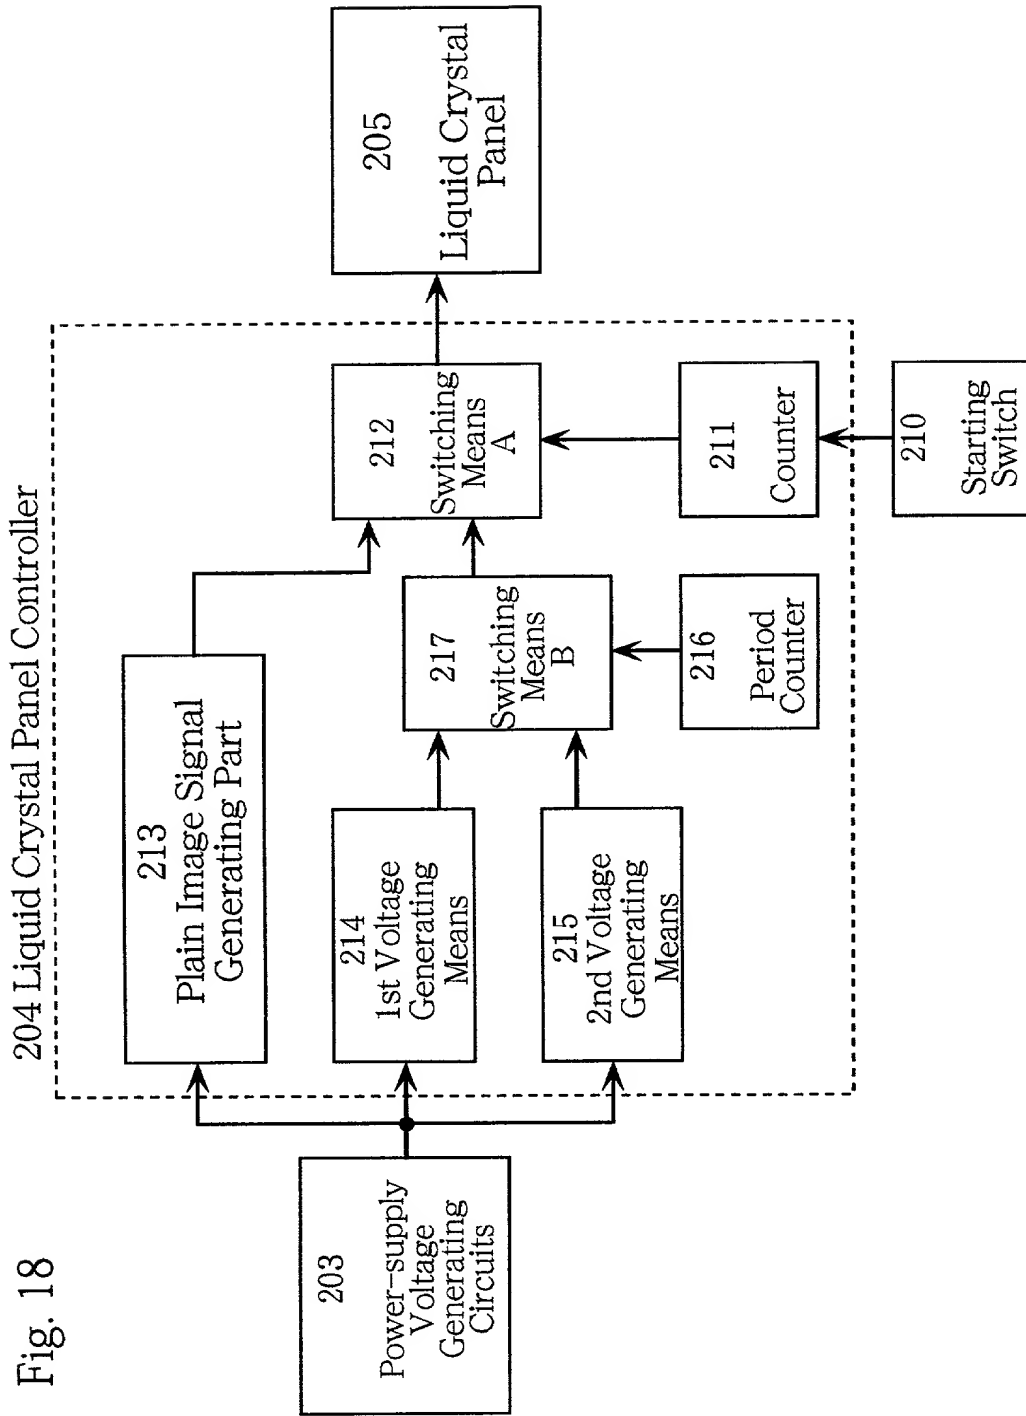 Fig. 18
204 Liquid Crystal Panel Controller
203
Power-supply
Voltage
Generating
Circuits
213
Plain Image Signal
Generating Part
214
1st Voltage
Generating
Means
215
2nd Voltage
Generating
Means
217
Switching
Means
B
216
Period
Counter
212
Switching
Means
A
211
Counter
210
Starting
Switch
205
Liquid Crystal
Panel